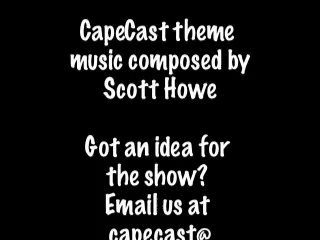 CapeCast theme
music composed by
Scott Howe
Got an idea for
the show?
Email us at
capecast@